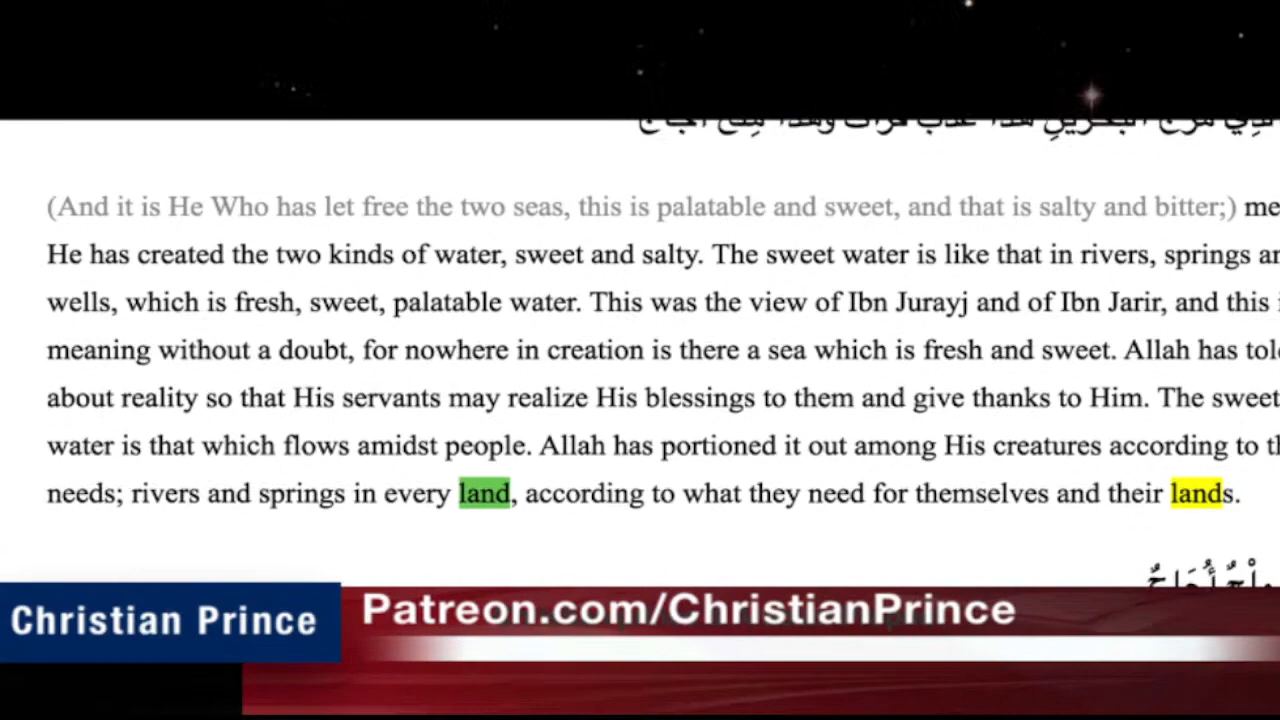 (And it is He Who has let free the two seas, this is palatable and sweet, and that is salty and bitter;)
He has created the two kinds of water, sweet and salty. The sweet water is like that in rivers, springs
wells, which is fresh, sweet, palatable water. This was the view of Ibn Jurayj and of Ibn Jarir, and this
meaning without a doubt, for nowhere in creation is there a sea which is fresh and sweet. Allah has
about reality so that His servants may realize His blessings to them and give thanks to Him. The sweet
water is that which flows amidst people. Allah has portioned it out among His creatures according to
needs; rivers and springs in every land, according to what they need for themselves and their lands.
Christian Prince
Patreon.com/ChristianPrince